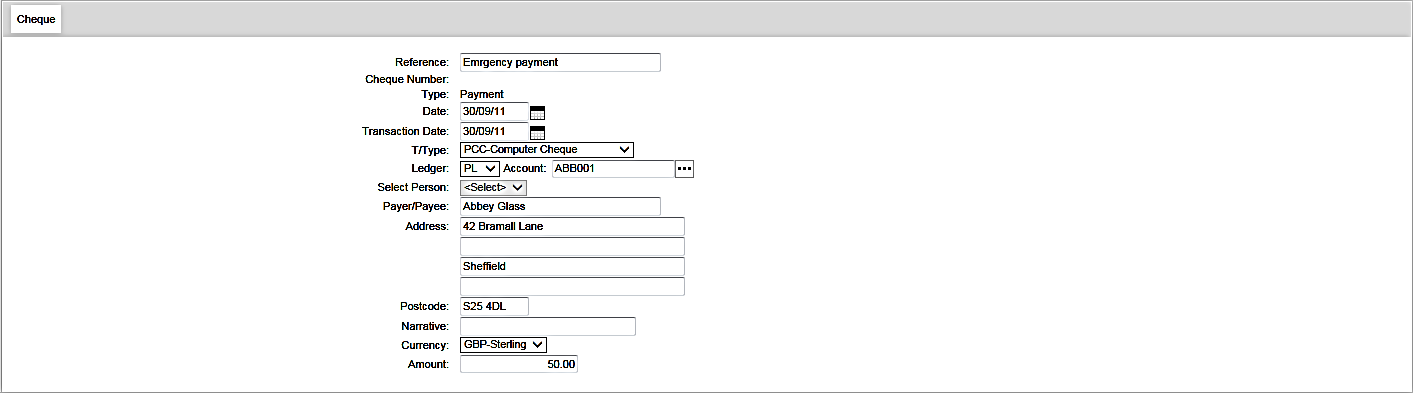 Cheque
Reference: Emrgency payment
Cheque Number:
Type: Payment
Date: 30/09/11
Transaction Date: 30/09/11
T/Type: PCC-Computer Cheque
Ledger: PL Account: ABB001
Select Person: <Select>
Payer/Payee: Abbey Glass
Address: 42 Bramall Lane
Sheffield
Postcode: S25 4DL
Narrative:
Currency: GBP-Sterling
Amount: 50.00